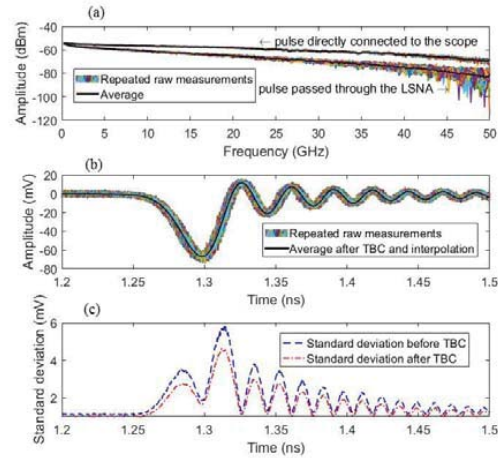 (a)
-40
-60
-80
-100
-120
Amplitude (dBm)
← pulse directly connected to the scope
Repeated raw measurements
Average
pulse passed through the LSNA →
0 5 10 15 20 25 30 35 40 45 50
Frequency (GHz)
(b)
20
0
-20
-40
-60
-80
Amplitude (mV)
Repeated raw measurements
Average after TBC and interpolation
1.2 1.25 1.3 1.35 1.4 1.45 1.5
Time (ns)
(c)
6
4
2
Standard deviation (mV)
Standard deviation before TBC
Standard deviation after TBC
1.2 1.25 1.3 1.35 1.4 1.45 1.5
Time (ns)